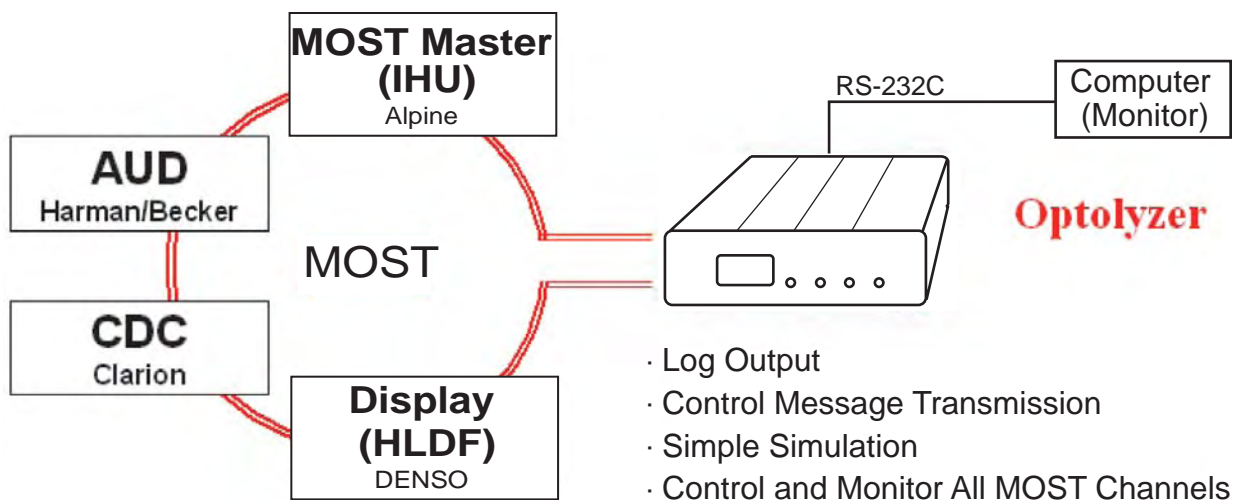 MOST Master
(IHU)
Alpine
AUD
Harman/Becker
MOST
CDC
Clarion
Display
(HLDF)
DENSO
RS-232C
Computer
(Monitor)
Optolyzer
· Log Output
· Control Message Transmission
· Simple Simulation
· Control and Monitor All MOST Channels